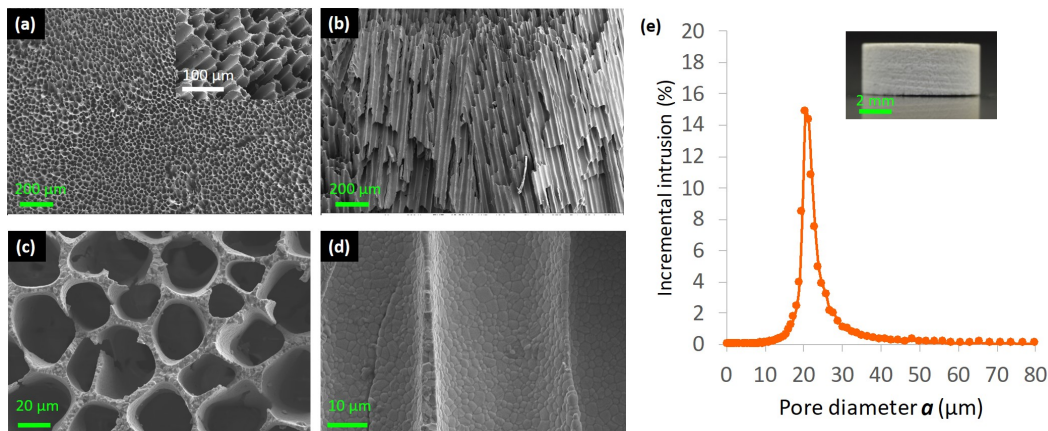 (a)
100 μm
200 μm
(b)
200 μm
(c)
20 μm
(d)
10 μm
(e)
Incremental intrusion (%)
20
18
16
14
12
10
8
6
4
2
0
2 mm
0 10 20 30 40 50 60 70 80
Pore diameter a (μm)